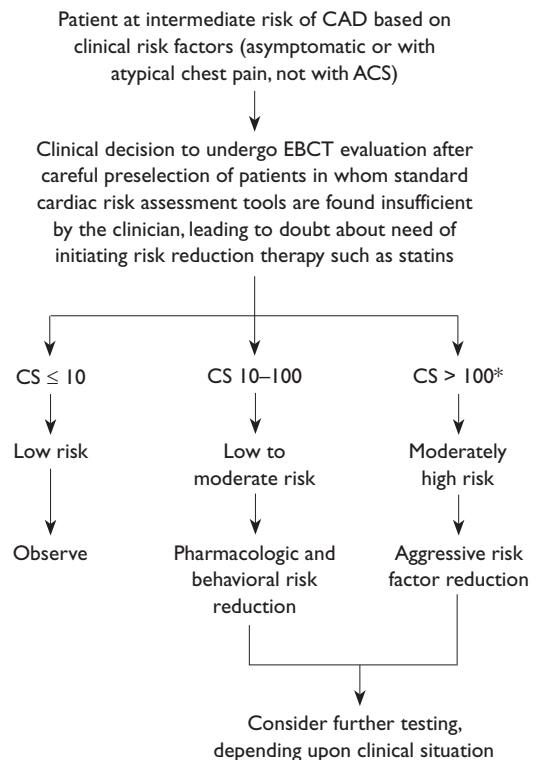 Patient at intermediate risk of CAD based on
clinical risk factors (asymptomatic or with
atypical chest pain, not with ACS)
Clinical decision to undergo EBCT evaluation after
careful preselection of patients in whom standard
cardiac risk assessment tools are found insufficient
by the clinician, leading to doubt about need of
initiating risk reduction therapy such as statins
CS ≤ 10
CS 10–100
CS > 100*
Low risk
Low to
moderate risk
Moderately
high risk
Observe
Pharmacologic and
behavioral risk
reduction
Aggressive risk
factor reduction
Consider further testing,
depending upon clinical situation